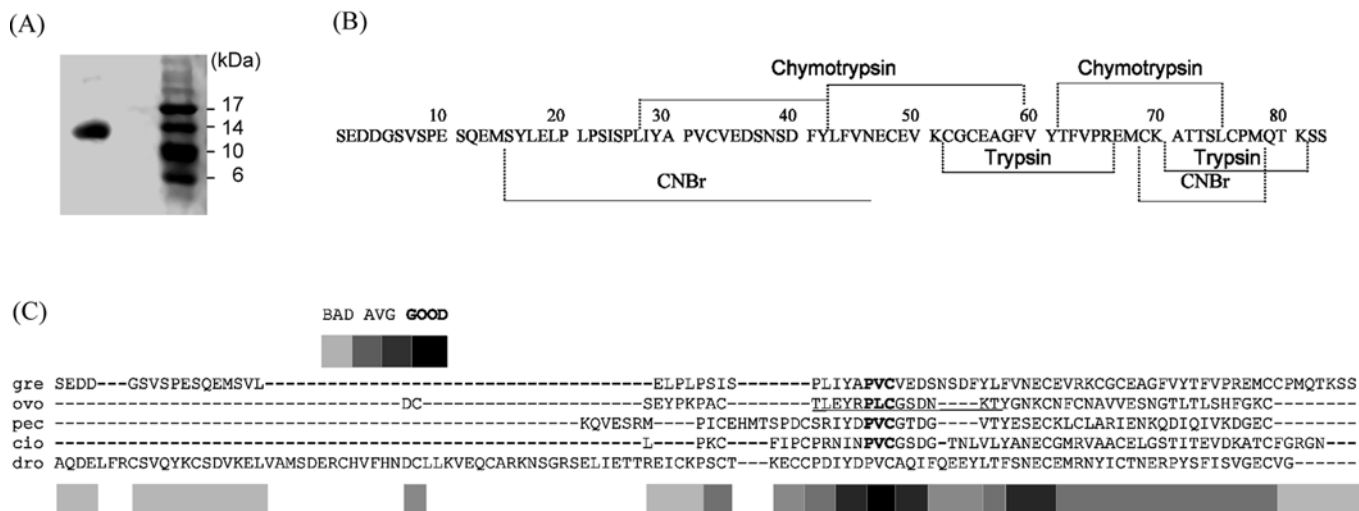 (A)
(kDa)
17
14
10
6
(B)
Chymotrypsin
Chymotrypsin
10 20 30 40 50 60 70 80
SEDDGSVSPE SQEMSYLELP LPSISPLIYA PVCVEDSNSD FYLFVNECEV KCGCEAGFV YTFVPREMCK ATTSLCPMQT KSS
Trypsin
Trypsin
CNBr
CNBr
(C)
BAD AVG GOOD
gre SEDD---GSVSPESQEMSVL-------------------------------------ELPLPSIS-------PLIYAPVCVEDSNSDFYLFVNECEVRKCGCEAGFVYTFVPREMCCPMQTKSS
ovo ---------------------------------DC---------------------SEYPKPAC--------TLEYRPLCGSDN----KTYGNKCNFCNAVVESNGTLTLSHFGKC------
pec --------------------------------------------------KQVESRM----PICEHMTSPDCSRIYDPVCGTDG----VTYESECKLCLARIENKQDIQIVKDGEC------
cio --------------------------------------------------------L----PKC----FIPCPRNINPVCGSDG-TNLVLYANECGMRVAACELGSTITEVDKATCFGRGN--
dro AQDELFRCSVQYKCSDVKELVAMSDERCHVFHNDCLLKVEQCARKNSGRSELIETTREICKPSCT---KECCPDIYDPVCAQIFQEEYLTFSNECEMRNYICTNERPYSFISVGECVG------